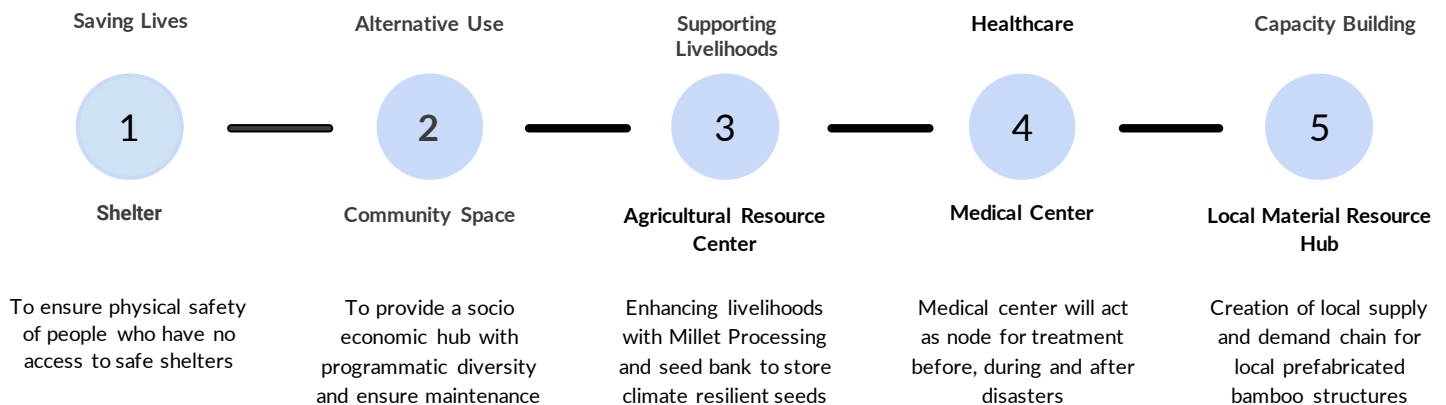 Saving Lives
1
Shelter
To ensure physical safety
of people who have no
access to safe shelters
Alternative Use
2
Community Space
To provide a socio
economic hub with
programmatic diversity
and ensure maintenance
Supporting
Livelihoods
3
Agricultural Resource
Center
Enhancing livelihoods
with Millet Processing
and seed bank to store
climate resilient seeds
Healthcare
4
Medical Center
Medical center will act
as node for treatment
before, during and after
disasters
Capacity Building
5
Local Material Resource
Hub
Creation of local supply
and demand chain for
local prefabricated
bamboo structures